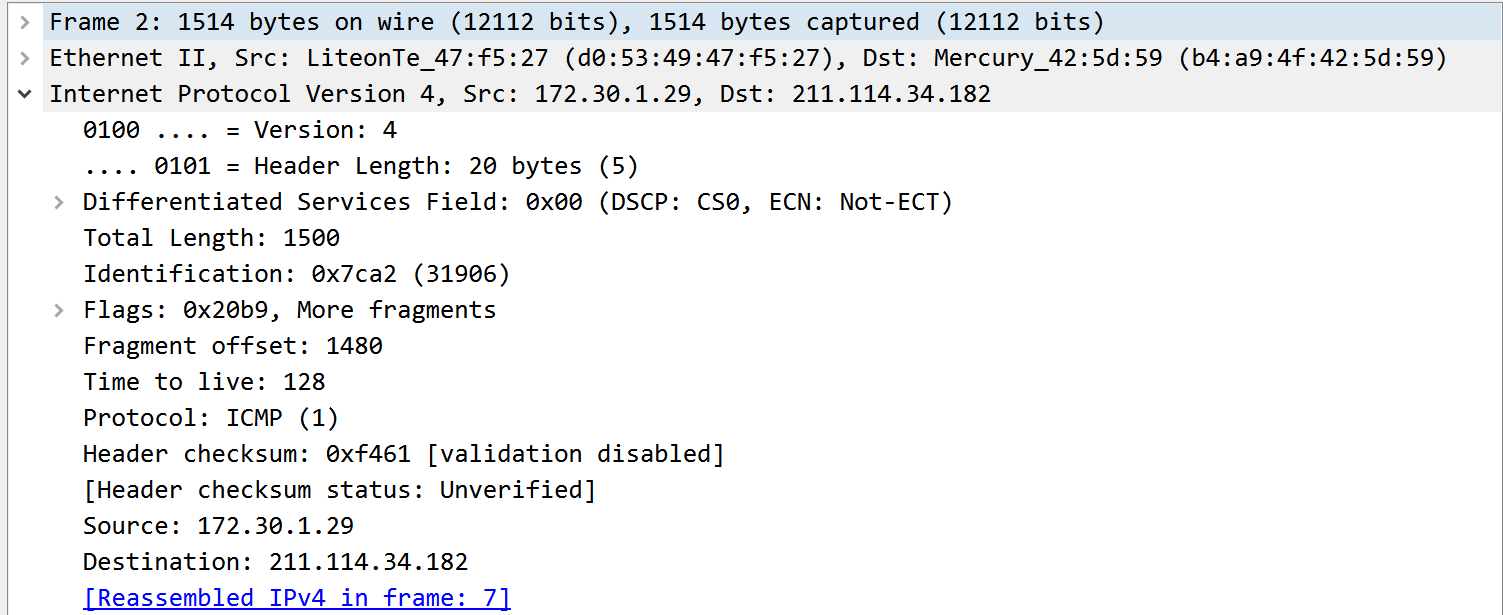 Frame 2: 1514 bytes on wire (12112 bits), 1514 bytes captured (12112 bits)
Ethernet II, Src: LiteonTe_47:f5:27 (d0:53:49:47:f5:27), Dst: Mercury_42:5d:59 (b4:a9:4f:42:5d:59)
Internet Protocol Version 4, Src: 172.30.1.29, Dst: 211.114.34.182
0100 .... = Version: 4
.... 0101 = Header Length: 20 bytes (5)
Differentiated Services Field: 0x00 (DSCP: CS0, ECN: Not-ECT)
Total Length: 1500
Identification: 0x7ca2 (31906)
Flags: 0x20b9, More fragments
Fragment offset: 1480
Time to live: 128
Protocol: ICMP (1)
Header checksum: 0xf461 [validation disabled]
[Header checksum status: Unverified]
Source: 172.30.1.29
Destination: 211.114.34.182
[Reassembled IPv4 in frame: 7]